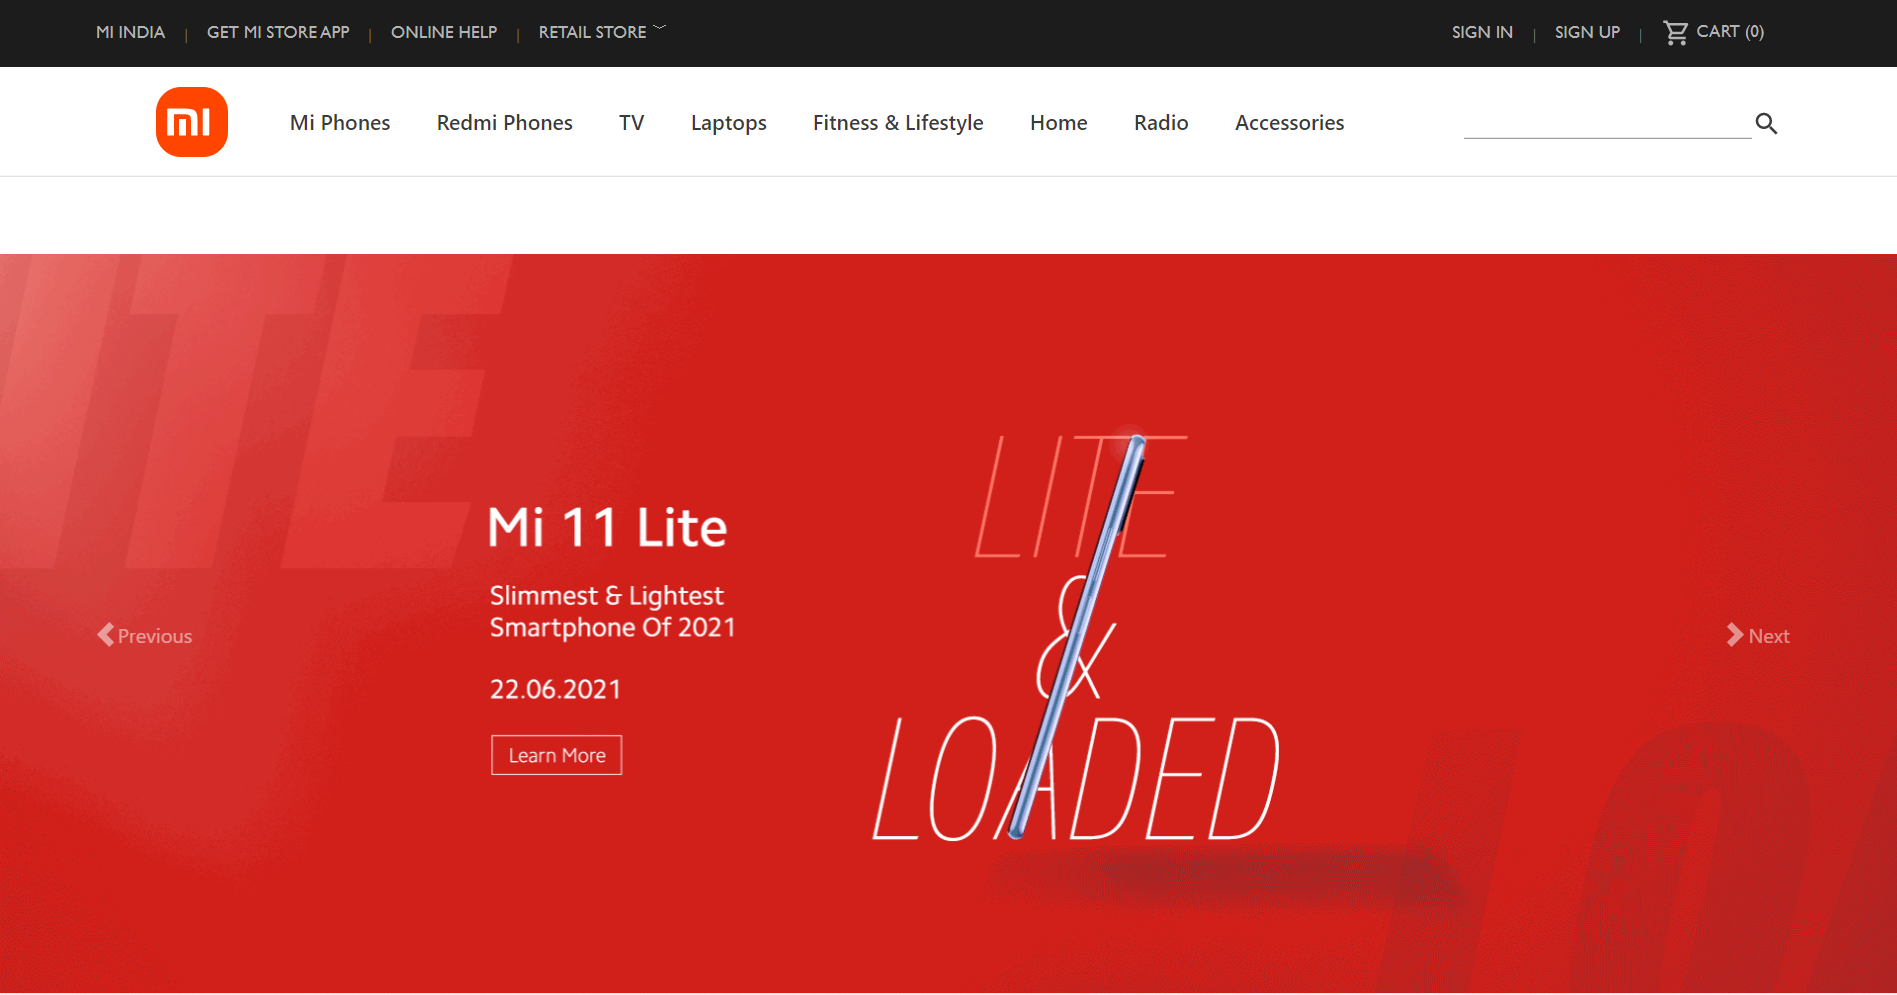 MI INDIA | GET MI STORE APP | ONLINE HELP | RETAIL STORE
SIGN IN | SIGN UP | CART (0)
mi
Mi Phones Redmi Phones TV Laptops Fitness & Lifestyle Home Radio Accessories
ITE
LITE
&
LOADED
Mi 11 Lite
Slimmest & Lightest
Smartphone Of 2021
22.06.2021
Learn More
Previous
Next
LO